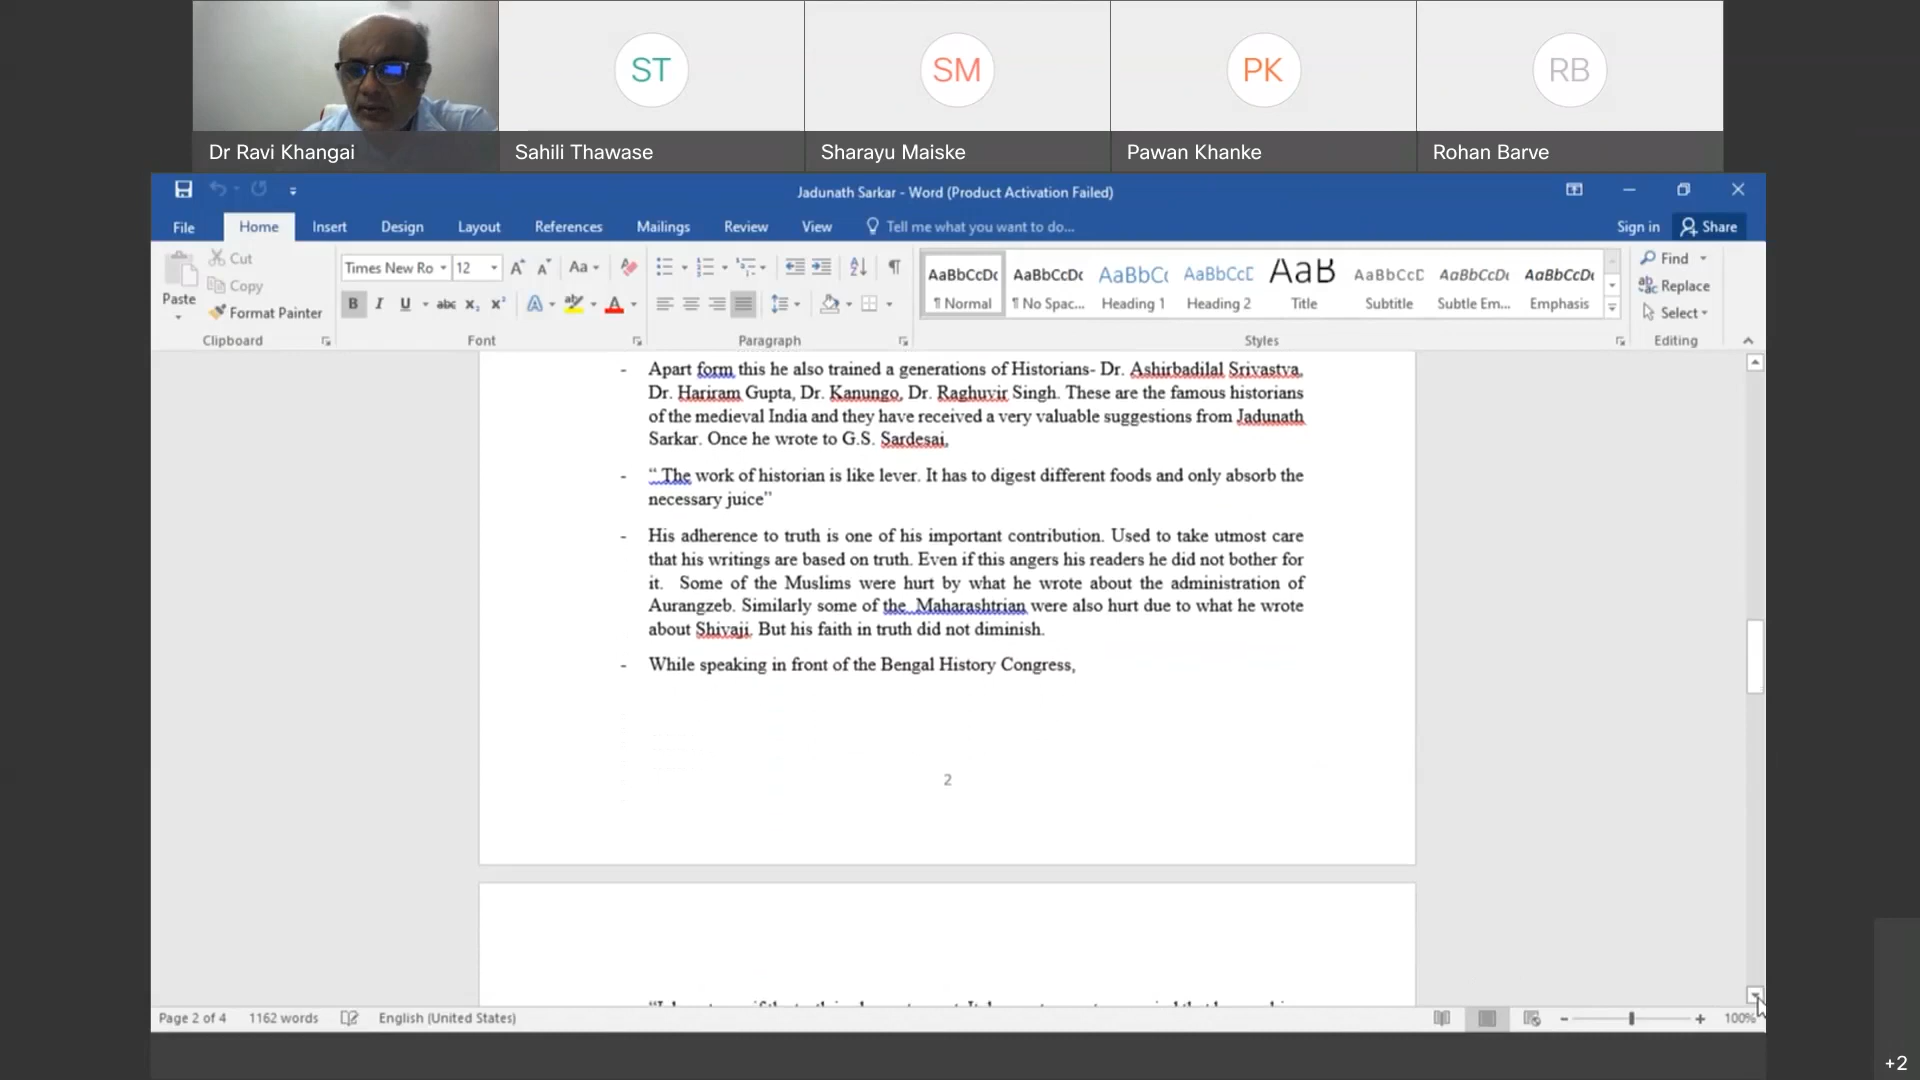 ST
SM
PK
RB
Dr Ravi Khangai
Sahili Thawase
Sharayu Maiske
Pawan Khanke
Rohan Barve
Jadunath Sarkar - Word (Product Activation Failed)
File Home Insert Design Layout References Mailings Review View Tell me what you want to do... Sign in Share
Paste
Cut
Copy
Format Painter
Clipboard
Times New Ro 12
Aa
B I U abc X₂ X² A ab A
Font
Paragraph
AaBbCcDc AaBbCcDc AaBbC( AaBbCcD AaB AaBbCcD AaBbCcDt AaBbCcDt
¶ Normal ¶ No Spac... Heading 1 Heading 2 Title Subtitle Subtle Em... Emphasis
Styles
Find
Replace
Select
Editing
- Apart form this he also trained a generations of Historians- Dr. Ashirbadilal Srivastva,
Dr. Hariram Gupta, Dr. Kanungo, Dr. Raghuvir Singh. These are the famous historians
of the medieval India and they have received a very valuable suggestions from Jadunath
Sarkar. Once he wrote to G.S. Sardesai,
- “ The work of historian is like lever. It has to digest different foods and only absorb the
necessary juice”
- His adherence to truth is one of his important contribution. Used to take utmost care
that his writings are based on truth. Even if this angers his readers he did not bother for
it. Some of the Muslims were hurt by what he wrote about the administration of
Aurangzeb. Similarly some of the Maharashtrian were also hurt due to what he wrote
about Shivaji. But his faith in truth did not diminish.
- While speaking in front of the Bengal History Congress,
2
Page 2 of 4 1162 words English (United States) 100%
+2